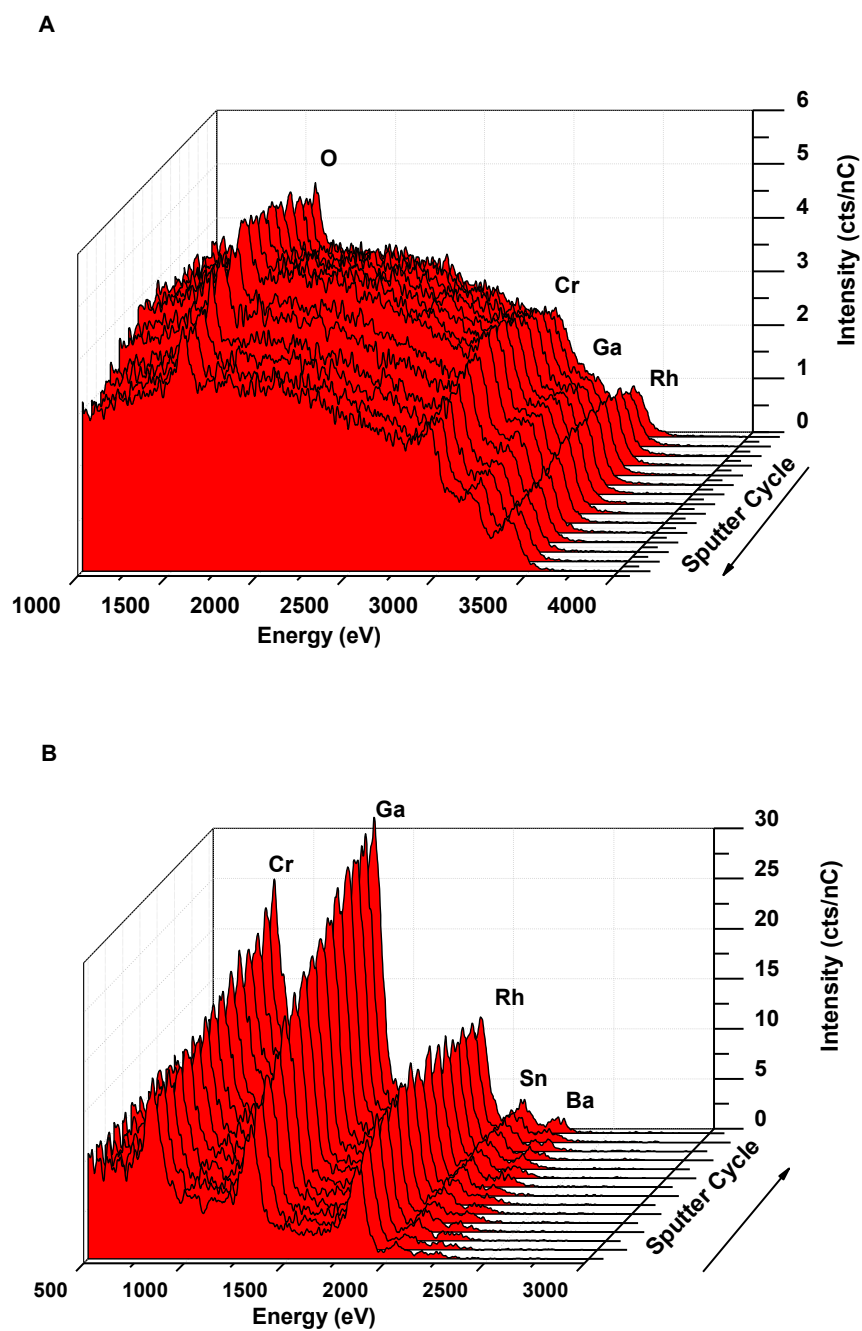 A
6
5
4
3
2
1
0
Intensity (cts/nC)
O
Cr
Ga
Rh
Sputter Cycle
1000 1500 2000 2500 3000 3500 4000
Energy (eV)
B
30
25
20
15
10
5
0
Intensity (cts/nC)
Ga
Cr
Rh
Sn
Ba
Sputter Cycle
500 1000 1500 2000 2500 3000
Energy (eV)